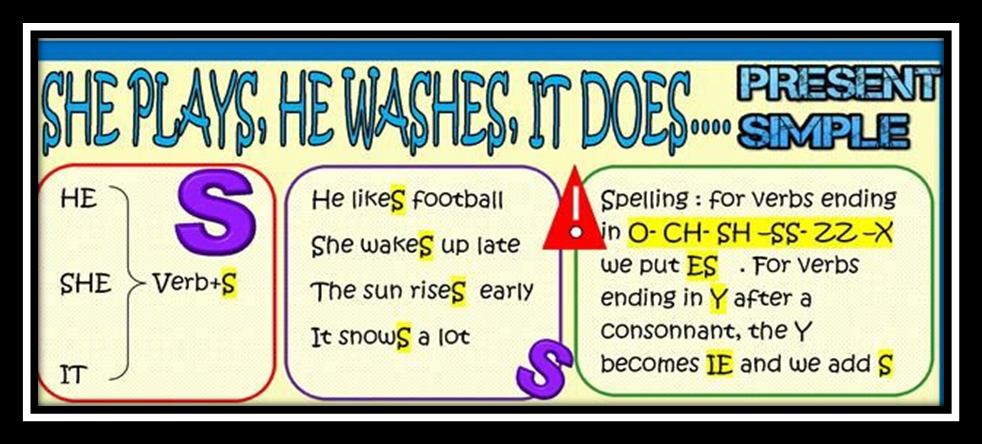 SHE PLAYS, HE WASHES, IT DOES....
PRESENT
SIMPLE
HE
SHE
IT
Verb+S
S
He likeS football
She wakeS up late
The sun riseS early
It snowS a lot
S
!
Spelling : for verbs ending
in O- CH- SH –SS- ZZ –X
we put ES . For verbs
ending in Y after a
consonnant, the Y
becomes IE and we add S